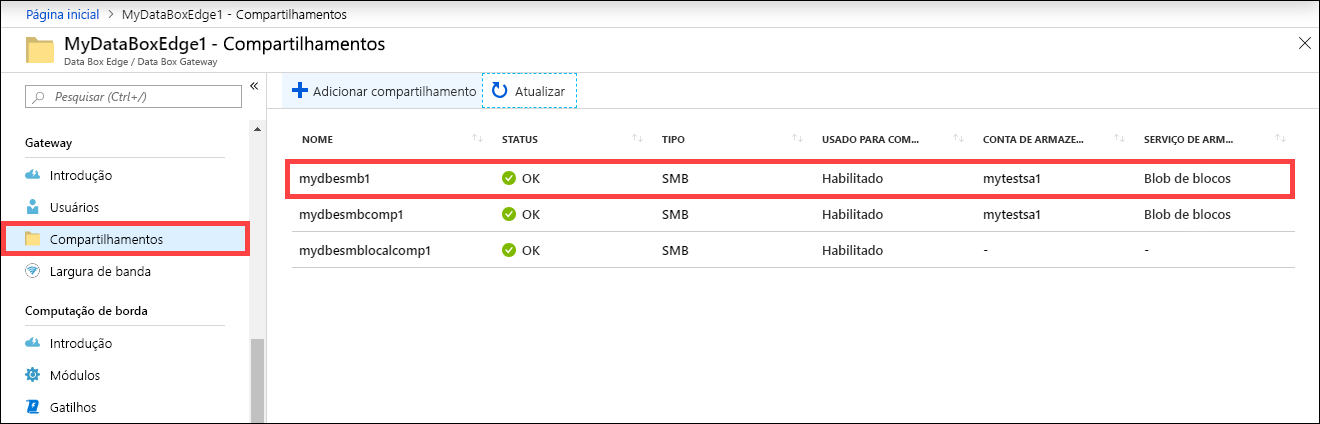 Página inicial > MyDataBoxEdge1 - Compartilhamentos
MyDataBoxEdge1 - Compartilhamentos
Data Box Edge / Data Box Gateway
Pesquisar (Ctrl+/)
«
Gateway
Introdução
Usuários
Compartilhamentos
Largura de banda
Computação de borda
Introdução
Módulos
Gatilhos
Adicionar compartilhamento Atualizar
NOME STATUS TIPO USADO PARA COM... CONTA DE ARMAZE... SERVIÇO DE ARM...
mydbesmb1 OK SMB Habilitado mytestsa1 Blob de blocos
mydbesmbcomp1 OK SMB Habilitado mytestsa1 Blob de blocos
mydbesmblocalcomp1 OK SMB Habilitado - -